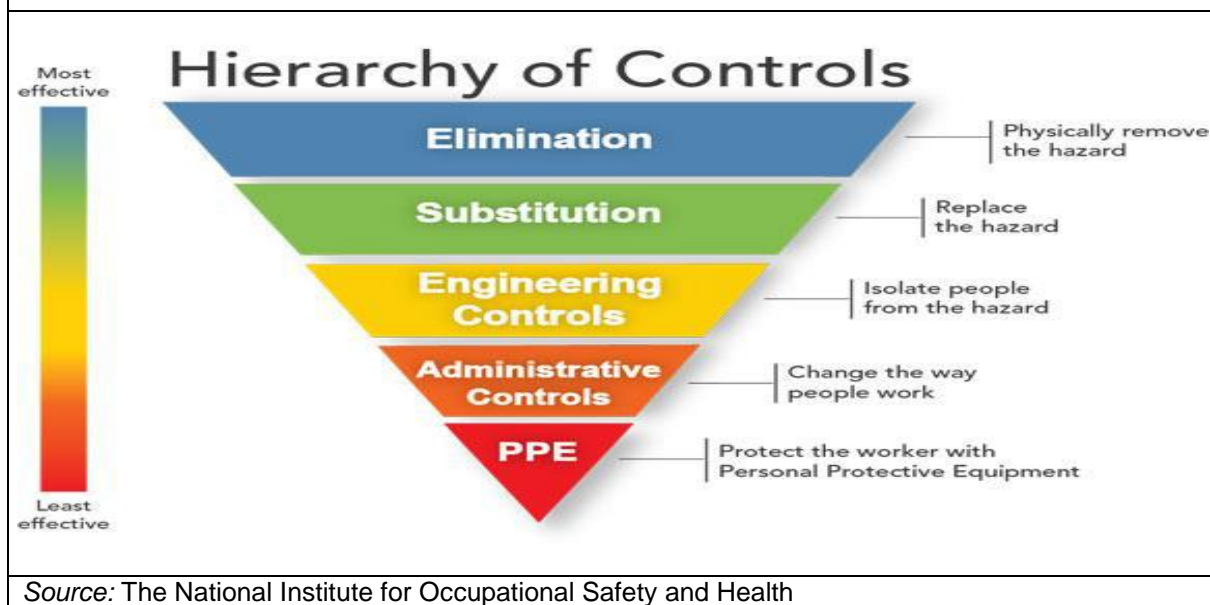 Hierarchy of Controls
Most
effective
Elimination
Physically remove
the hazard
Substitution
Replace
the hazard
Engineering
Controls
Isolate people
from the hazard
Administrative
Controls
Change the way
people work
PPE
Protect the worker with
Personal Protective Equipment
Least
effective
Source: The National Institute for Occupational Safety and Health